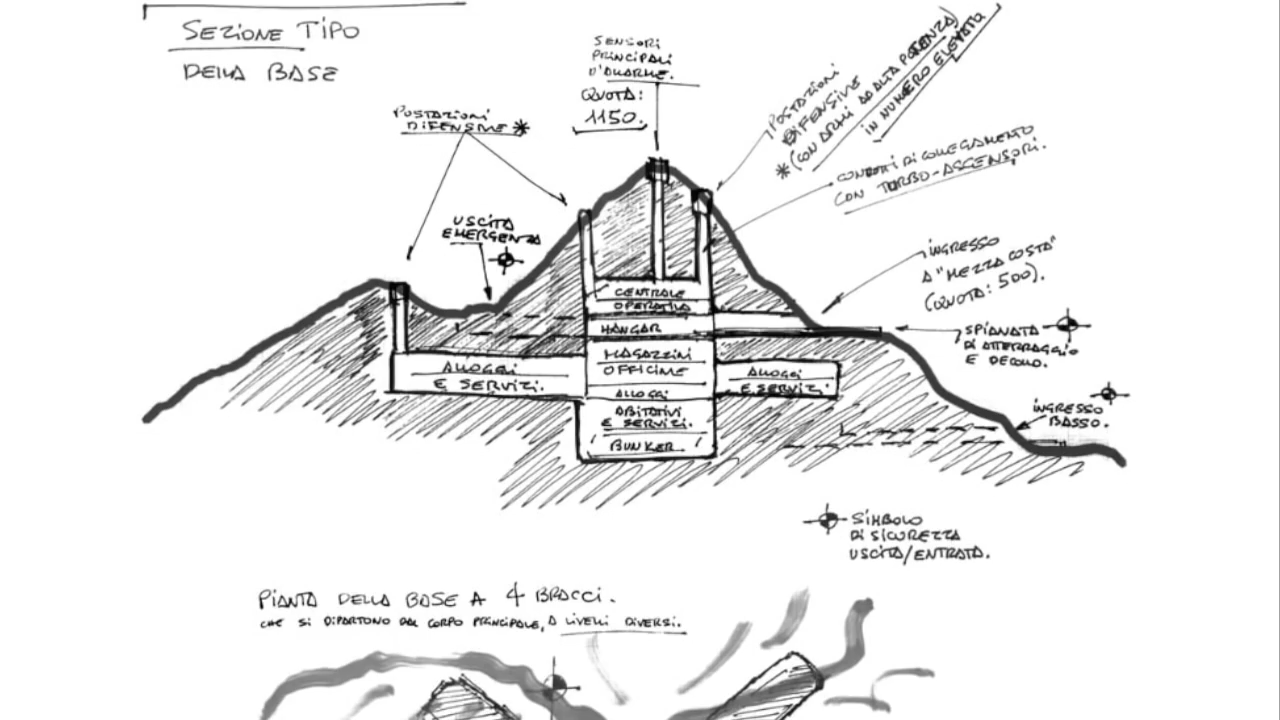 SEZIONE TIPO
DELLA BASE
SENSORI
PRINCIPALI
D'ALLARME.
QUOTA:
1150.
POSTAZIONI
DIFENSIVE *
POSTAZIONI
DIFENSIVE
* (CON ARMI AD ALTA POTENZA)
IN NUMERO ELEVATO
CONDOTTI DI COLLEGAMENTO
CON TURBO-ASCENSORI.
USCITA
EMERGENZA
INGRESSO
A "MEZZA COSTA"
(QUOTA: 500).
CENTRALE
OPERATIVA
HANGAR
MAGAZZINI
OFFICINE
ALLOGGI
E SERVIZI.
ALLOGGI
E SERVIZI
ALLOGGI
ABITATIVI
E SERVIZI.
BUNKER
SPIANATA
DI ATTERRAGGIO
E DECOLLO.
INGRESSO
BASSO.
SIMBOLO
DI SICUREZZA
USCITA/ENTRATA.
PIANTA DELLA BASE A 4 BRACCI.
CHE SI DIPARTONO DAL CORPO PRINCIPALE, A LIVELLI DIVERSI.